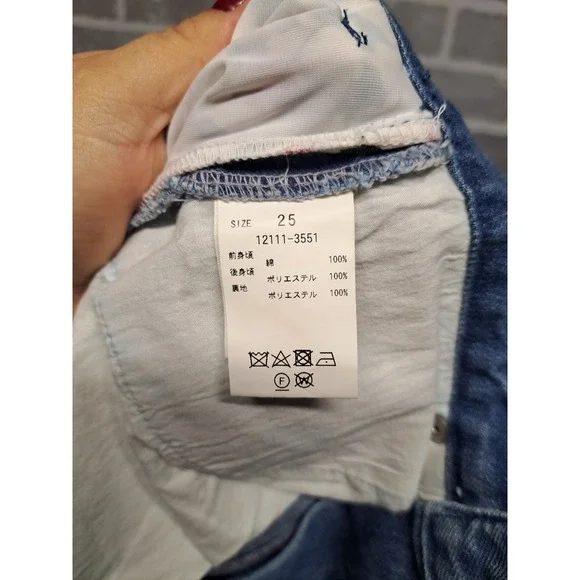 SIZE 25
12111-3551
前身頃 綿 100%
後身頃 ポリエステル 100%
裏地 ポリエステル 100%
F W